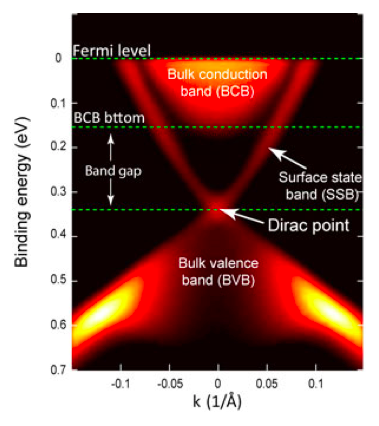 Fermi level
0
Bulk conduction
band (BCB)
0.1
BCB bttom
0.2
Band gap
Surface state
band (SSB)
0.3
Dirac point
0.4
Bulk valence
band (BVB)
0.5
0.6
0.7
Binding energy (eV)
-0.1
-0.05
0
0.05
0.1
k (1/Å)